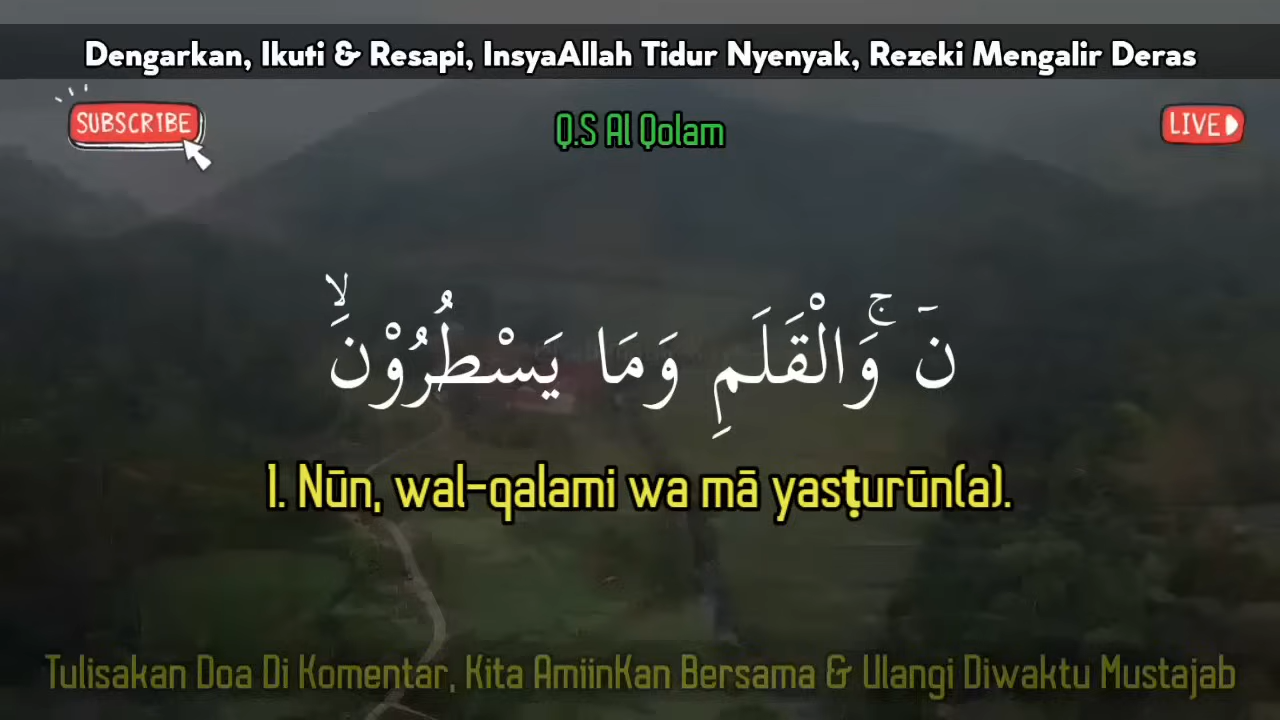 Dengarkan, Ikuti & Resapi, InsyaAllah Tidur Nyenyak, Rezeki Mengalir Deras
SUBSCRIBE
Q.S Al Qolam
LIVE
نۤ ۚوَالْقَلَمِ وَمَا يَسْطُرُوْنَۙ
1. Nūn, wal-qalami wa mā yasṭurūn(a).
Tulisakan Doa Di Komentar, Kita AmiinKan Bersama & Ulangi Diwaktu Mustajab